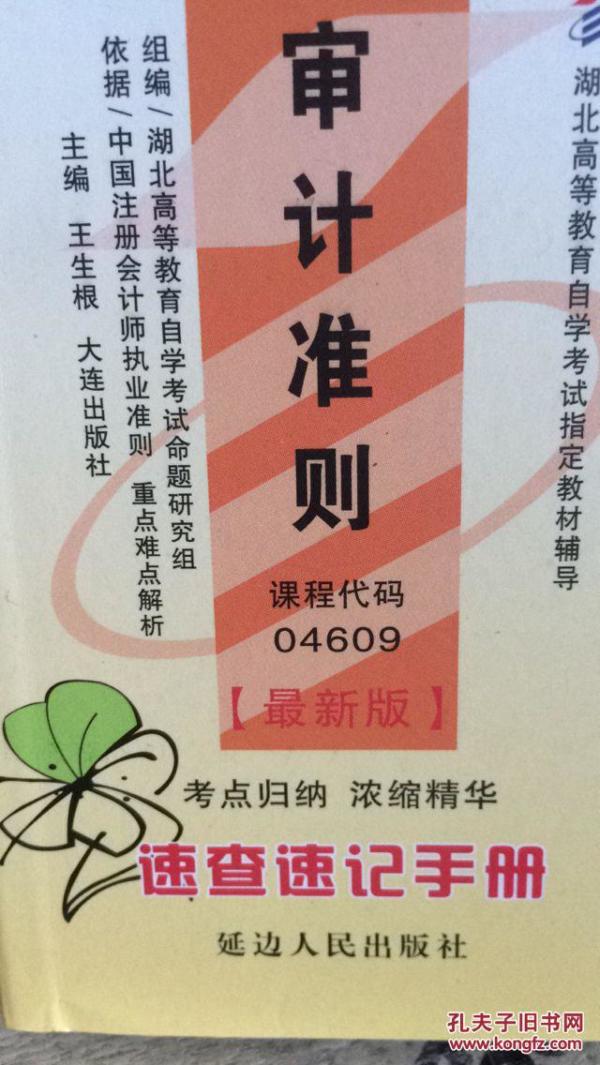 湖北高等教育自学考试指定教材辅导
审计准则
课程代码
04609
【最新版】
组编/湖北高等教育自学考试命题研究组
依据/中国注册会计师执业准则 重点难点解析
主编 王生根 大连出版社
考点归纳 浓缩精华
速查速记手册
延边人民出版社
孔夫子旧书网
www.kongfz.com